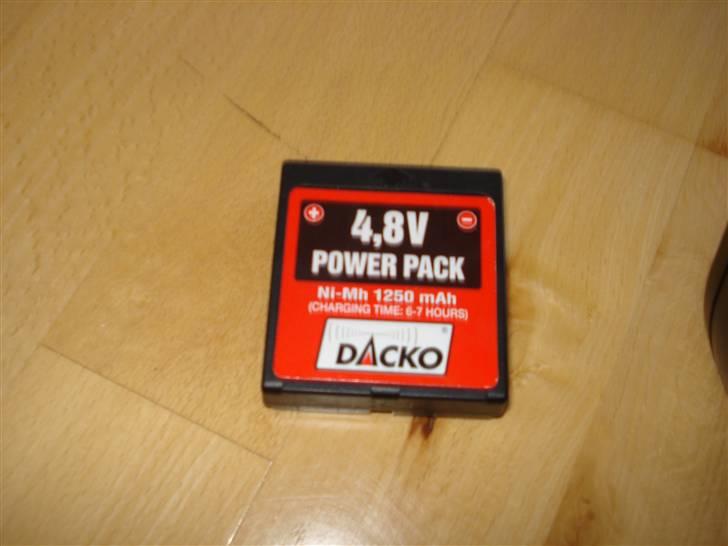 + 4,8V -
POWER PACK
Ni-Mh 1250 mAh
(CHARGING TIME: 6-7 HOURS)
DACKO®